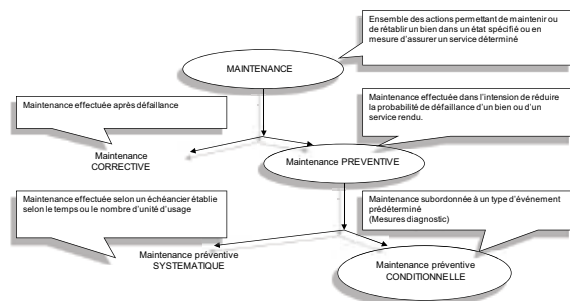 Ensemble des actions permettant de maintenir ou
de rétablir un bien dans un état spécifié ou en
mesure d'assurer un service déterminé
MAINTENANCE
Maintenance effectuée après défaillance
Maintenance effectuée dans l'intension de réduire
la probabilité de défaillance d'un bien ou d'un
service rendu.
Maintenance
CORRECTIVE
Maintenance PREVENTIVE
Maintenance effectuée selon un échéancier établie
selon le temps ou le nombre d'unité d'usage
Maintenance subordonnée à un type d'événement
prédéterminé
(Mesures diagnostic)
Maintenance préventive
SYSTEMATIQUE
Maintenance préventive
CONDITIONNELLE